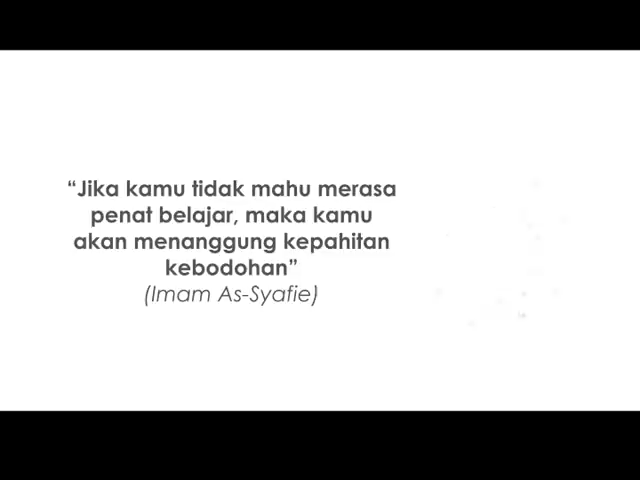 “Jika kamu tidak mahu merasa
penat belajar, maka kamu
akan menanggung kepahitan
kebodohan”
(Imam As-Syafie)